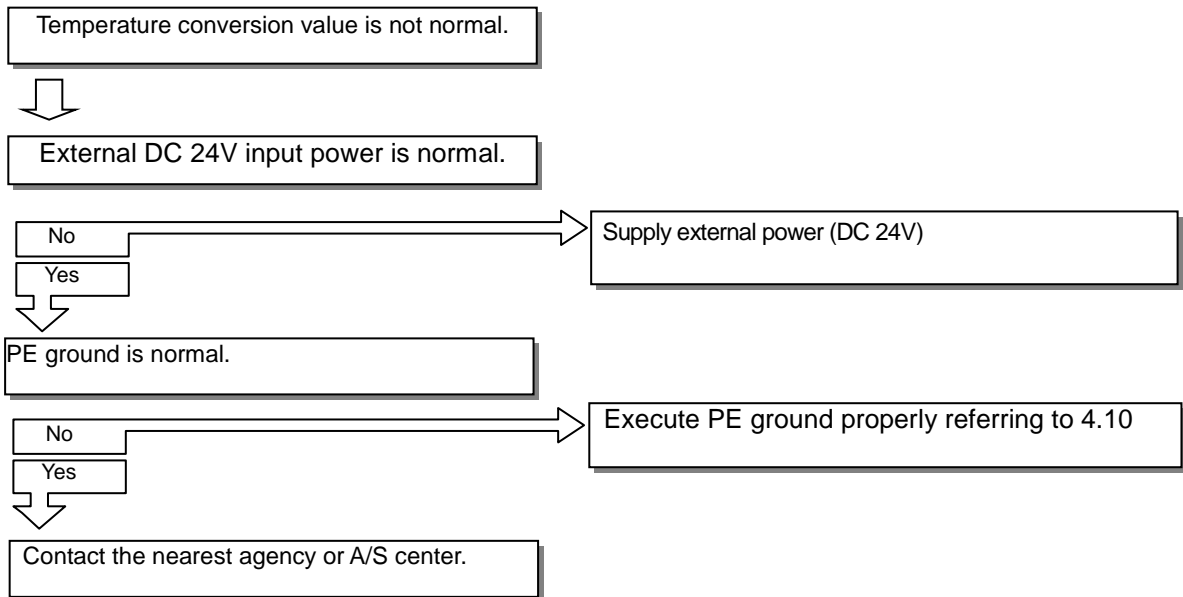 Temperature conversion value is not normal.
External DC 24V input power is normal.
No
Supply external power (DC 24V)
Yes
PE ground is normal.
No
Execute PE ground properly referring to 4.10
Yes
Contact the nearest agency or A/S center.